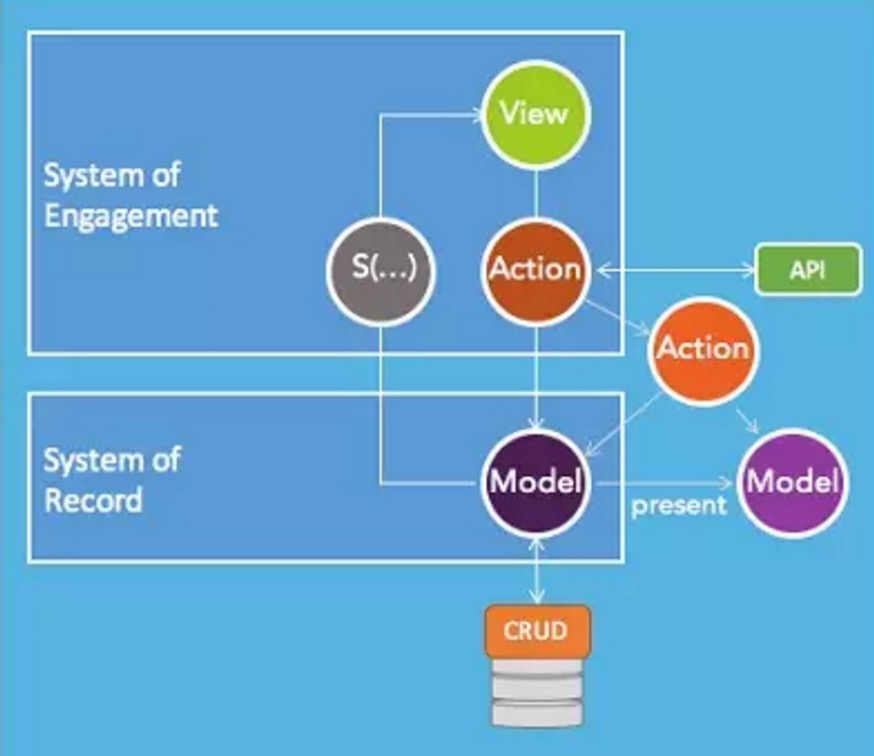 View
System of
Engagement
S(...)
Action
API
Action
System of
Record
Model
Model
present
CRUD